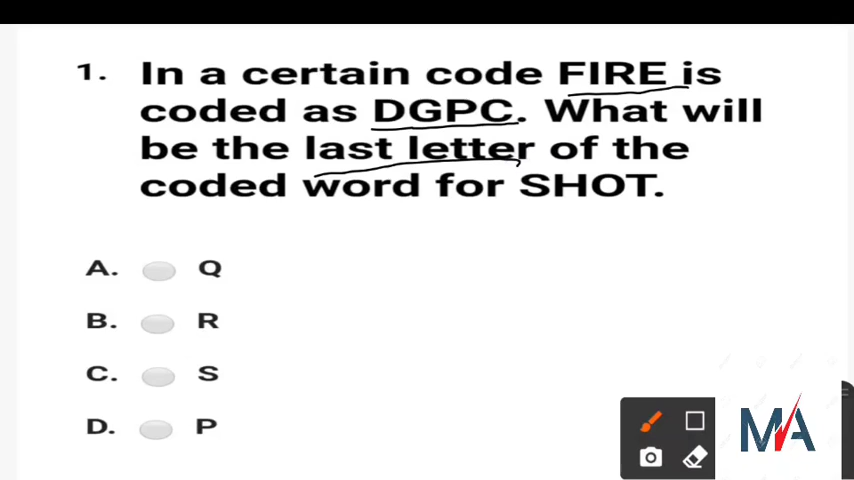 1. In a certain code FIRE is
coded as DGPC. What will
be the last letter of the
coded word for SHOT.
A. Q
B. R
C. S
D. P
MA